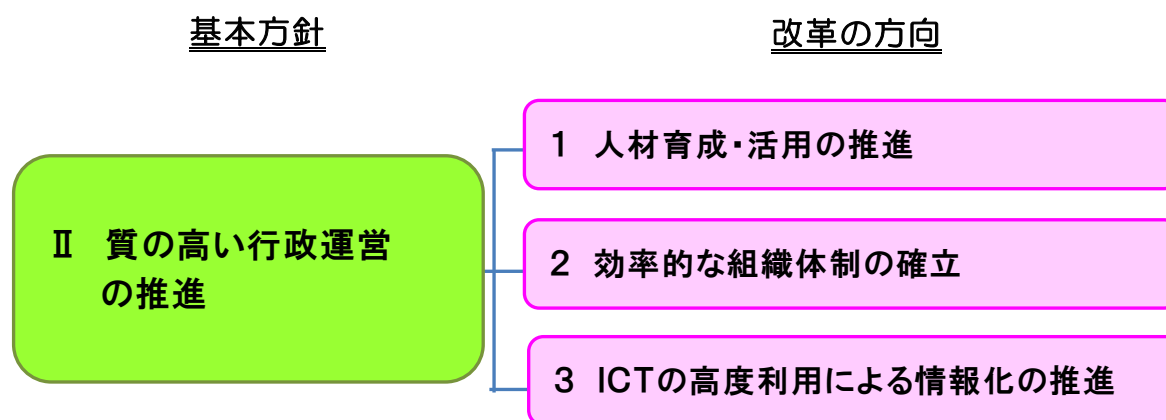 基本方針
改革の方向
Ⅱ 質の高い行政運営
の推進
1 人材育成・活用の推進
2 効率的な組織体制の確立
3 ICTの高度利用による情報化の推進